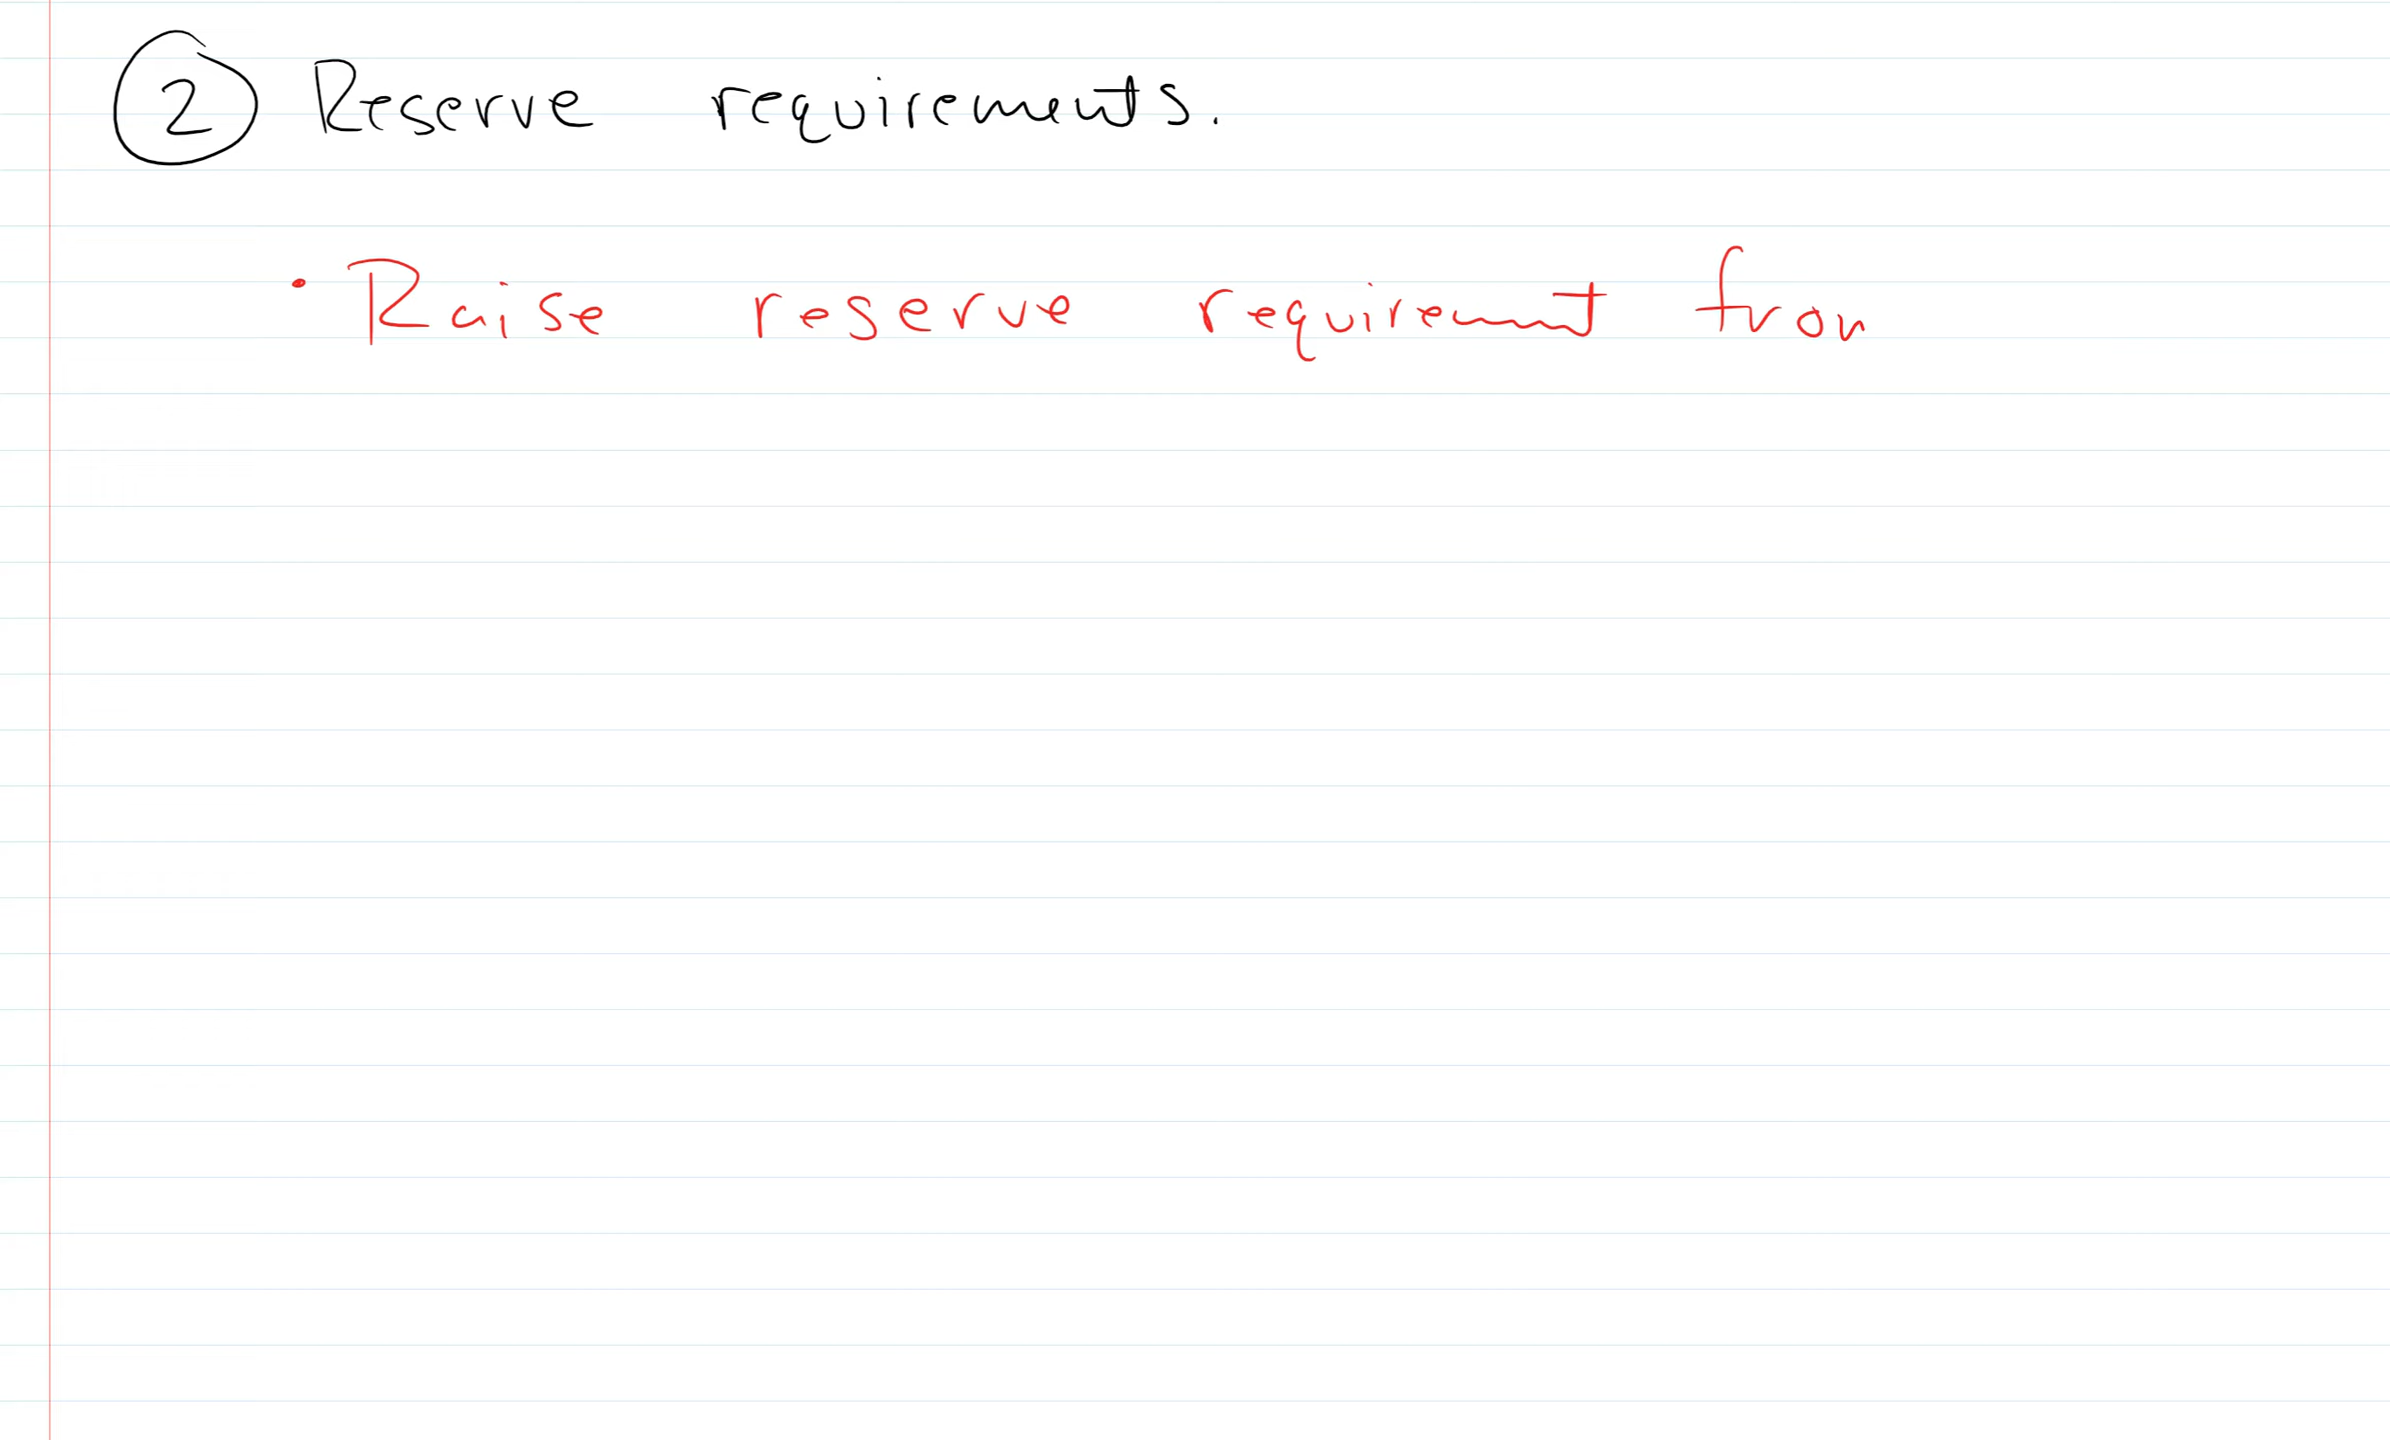 ② Reserve requirements.
• Raise reserve requirement from